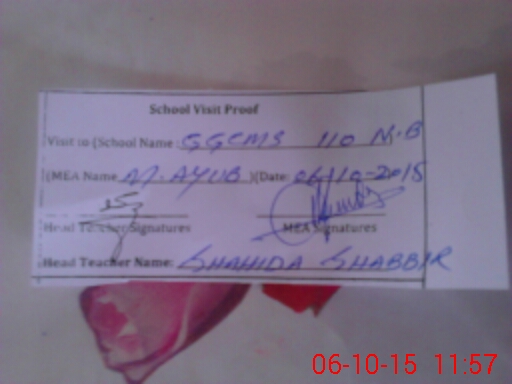 School Visit Proof
Visit to (School Name GGCMS 110 N.B
(MEA Name M. AYUB )(Date: 06-10-2015
Head Teacher Signatures MEA Signatures
Head Teacher Name: SHAHIDA SHABBIR
06-10-15 11:57